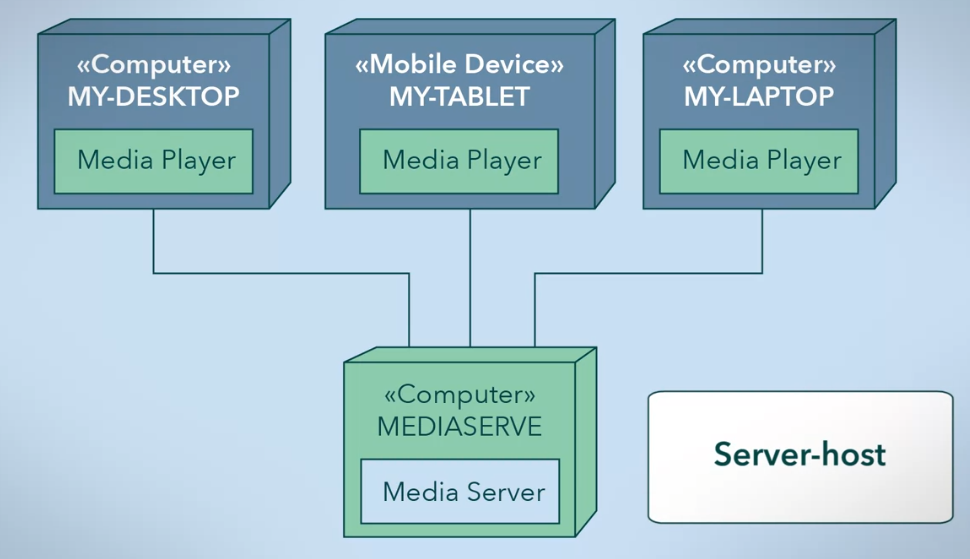 «Computer»
MY-DESKTOP
Media Player
«Mobile Device»
MY-TABLET
Media Player
«Computer»
MY-LAPTOP
Media Player
«Computer»
MEDIASERVE
Media Server
Server-host